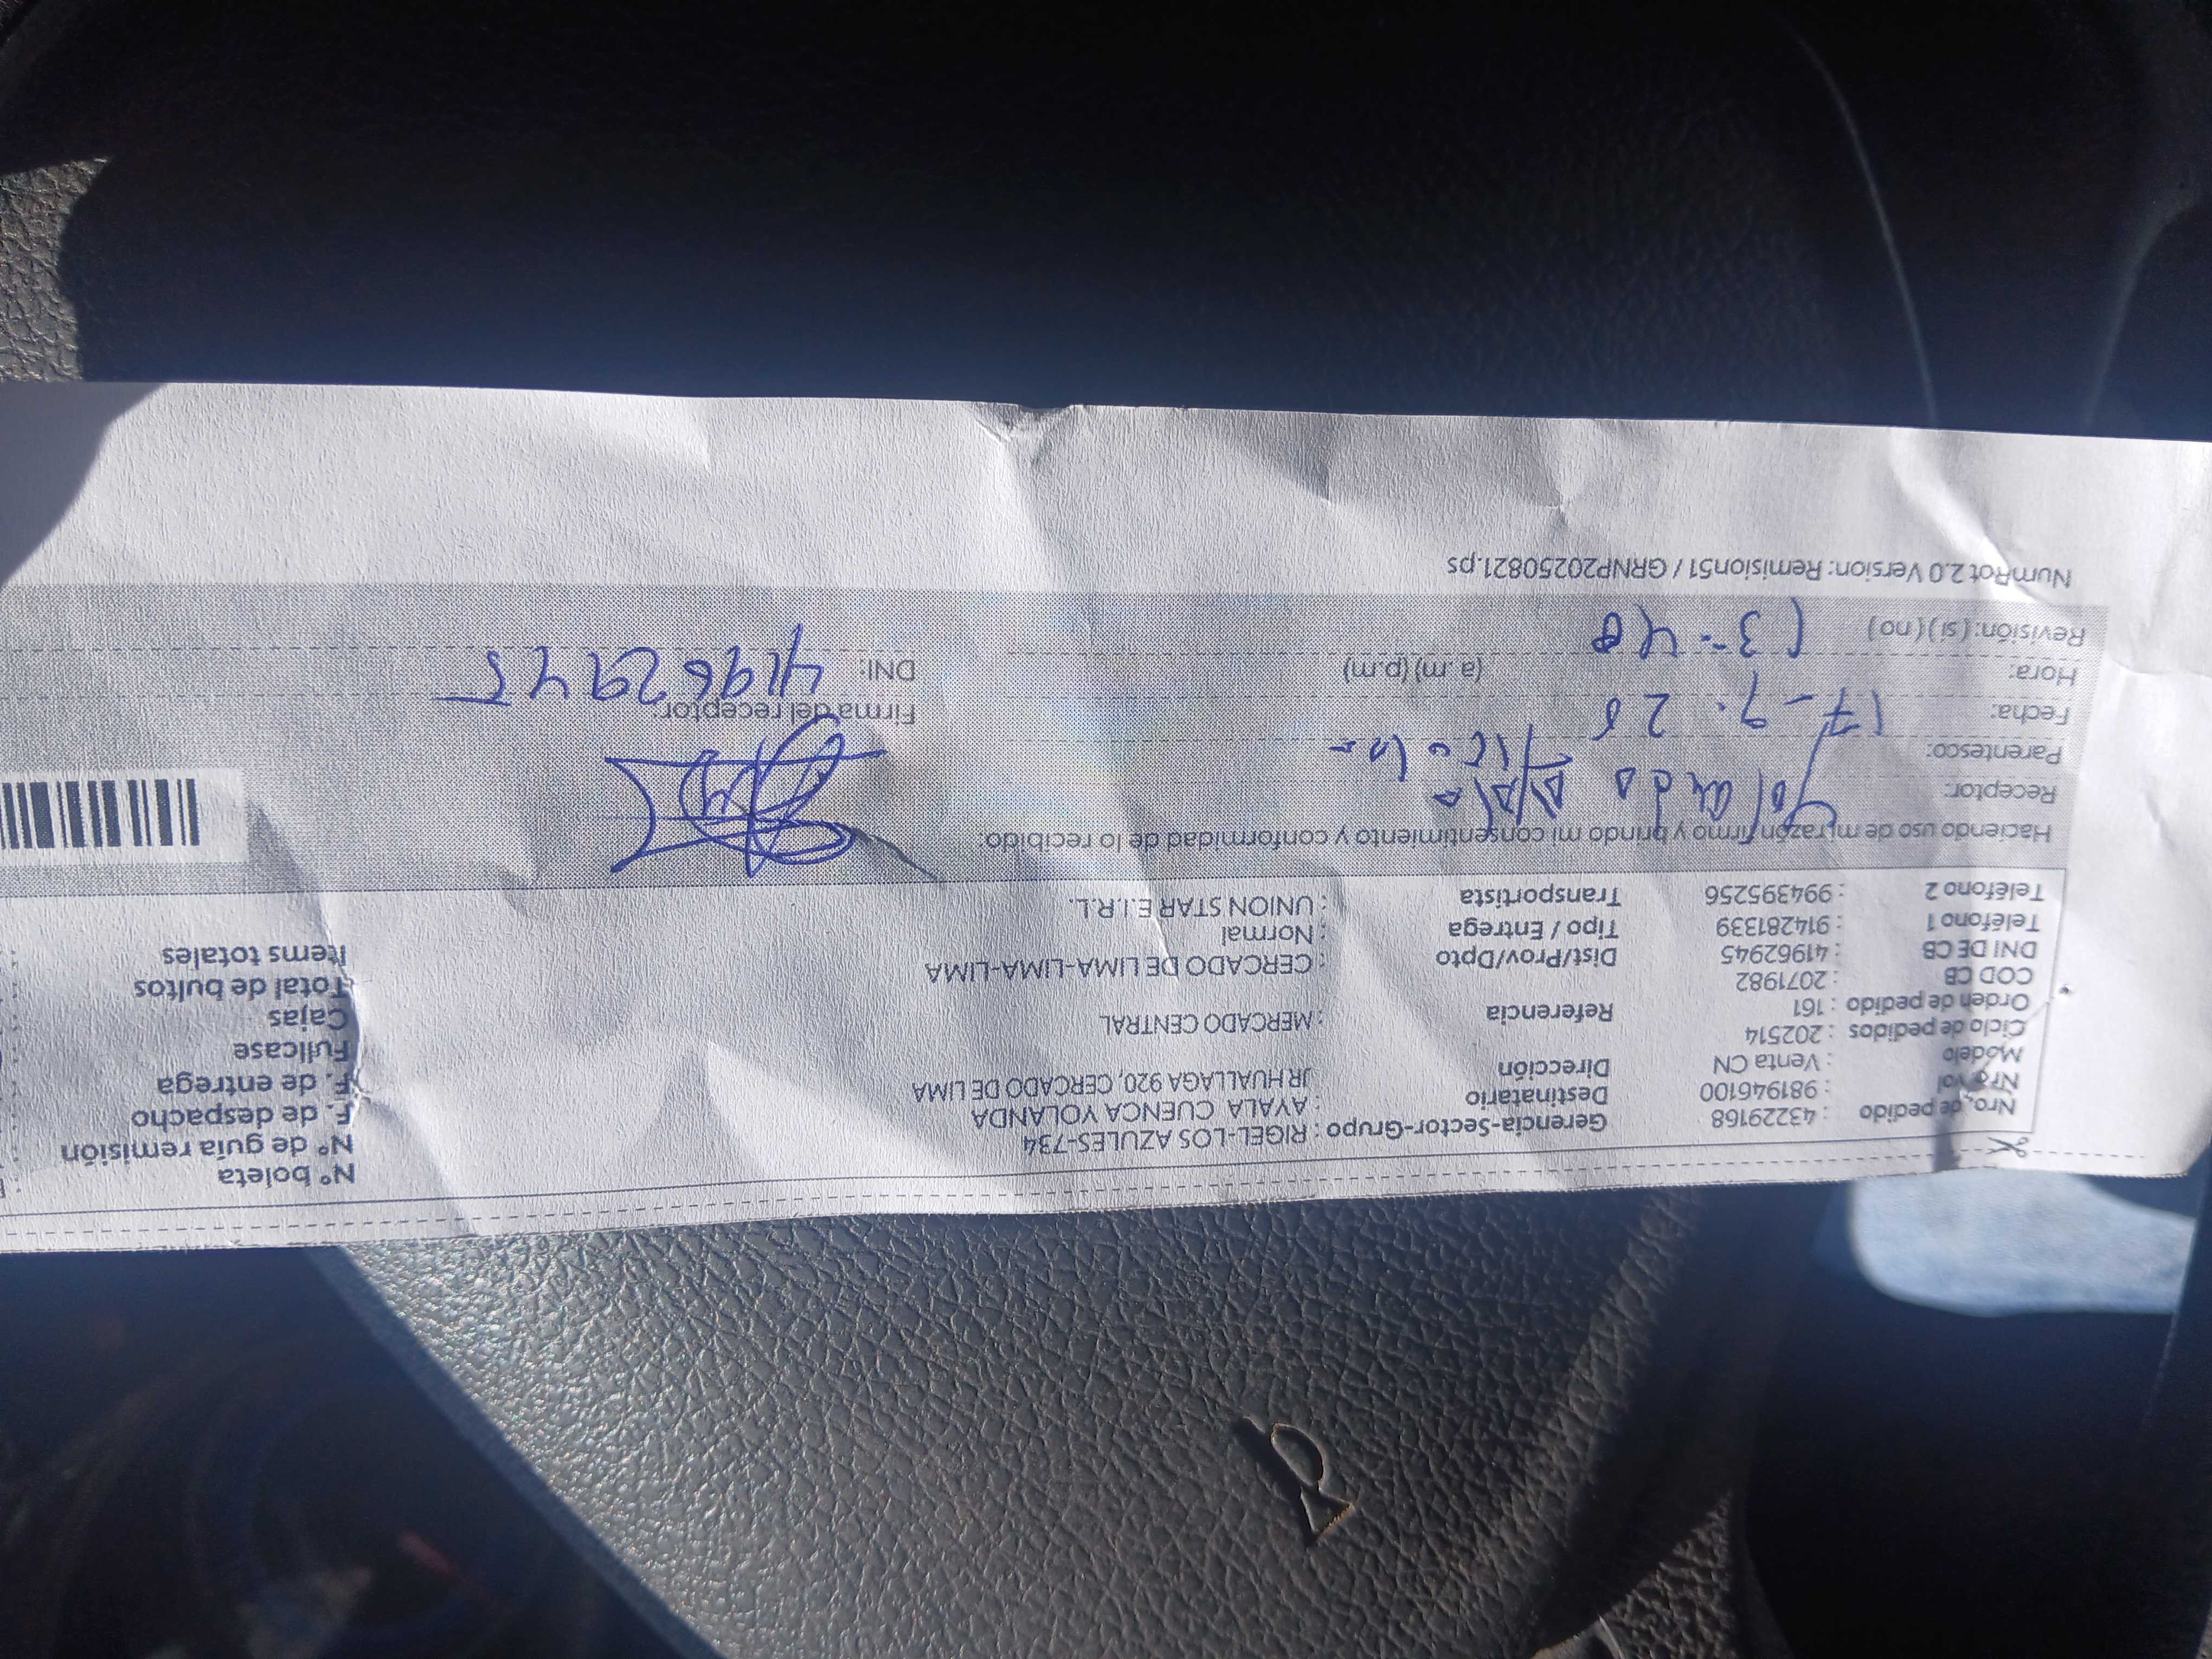 Nro. de pedido : 43229168 Gerencia-Sector-Grupo : RIGEL-LOS AZULES-734 N° boleta :
Nro vol : 981946100 Destinatario : AYALA CUENCA YOLANDA N° de guía remisión :
Modelo : Venta CN Dirección JR HUALLAGA 920, CERCADO DE LIMA F. de despacho :
Ciclo de pedidos : 202514 F. de entrega :
Orden de pedido : 161 Referencia : MERCADO CENTRAL Fullcase
COD CB : 2071982 Cajas :
DNI DE CB : 41962945 Dist/Prov/Dpto : CERCADO DE LIMA-LIMA-LIMA Total de bultos :
Teléfono 1 : 914281339 Tipo / Entrega : Normal Items totales :
Teléfono 2 : 994395256 Transportista : UNION STAR E.I.R.L.
Haciendo uso de mi razón firmo y brindo mi consentimiento y conformidad de lo recibido.
Receptor:
Parentesco:
Fecha: 17-9-25 Firma del receptor:
Hora: (a.m) (p.m) DNI: 41962945
Revisión: (si) (no) 13-40
NumRot 2.0 Version: Remision51 / GRNP20250821.ps